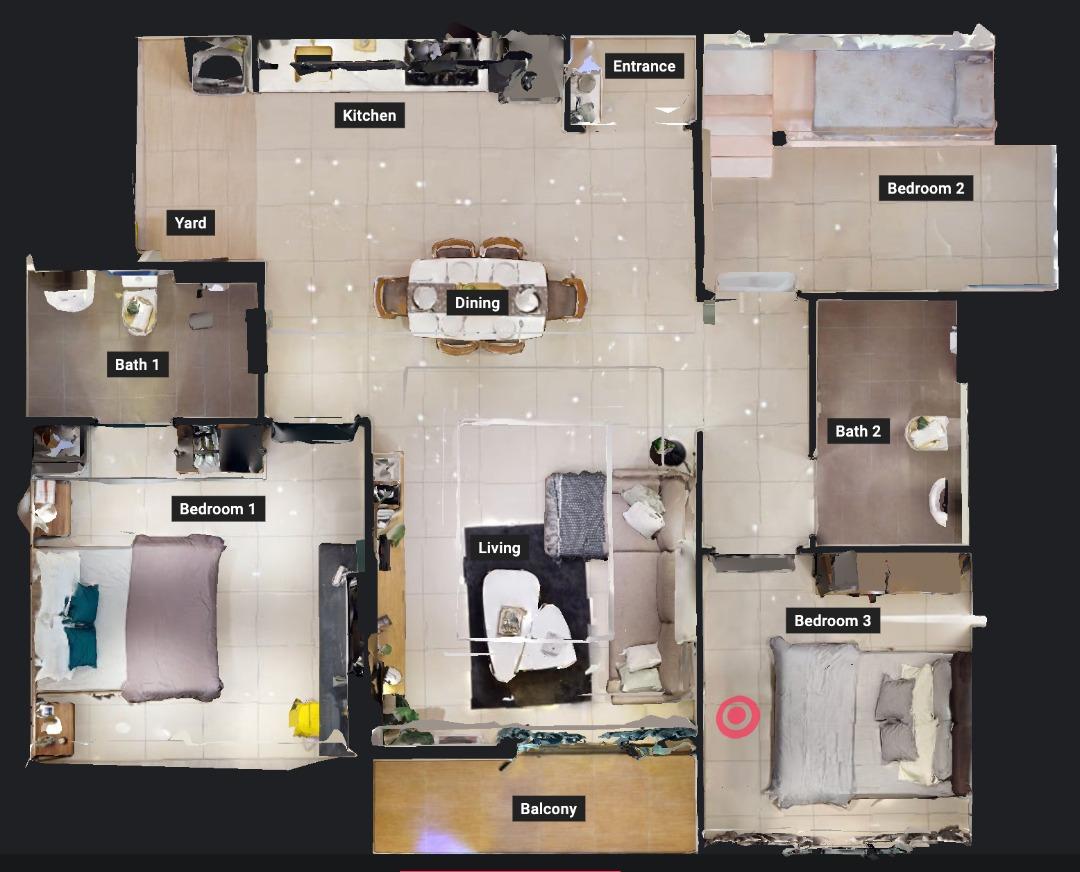 Entrance
Kitchen
Bedroom 2
Yard
Dining
Bath 1
Bath 2
Bedroom 1
Living
Bedroom 3
Balcony